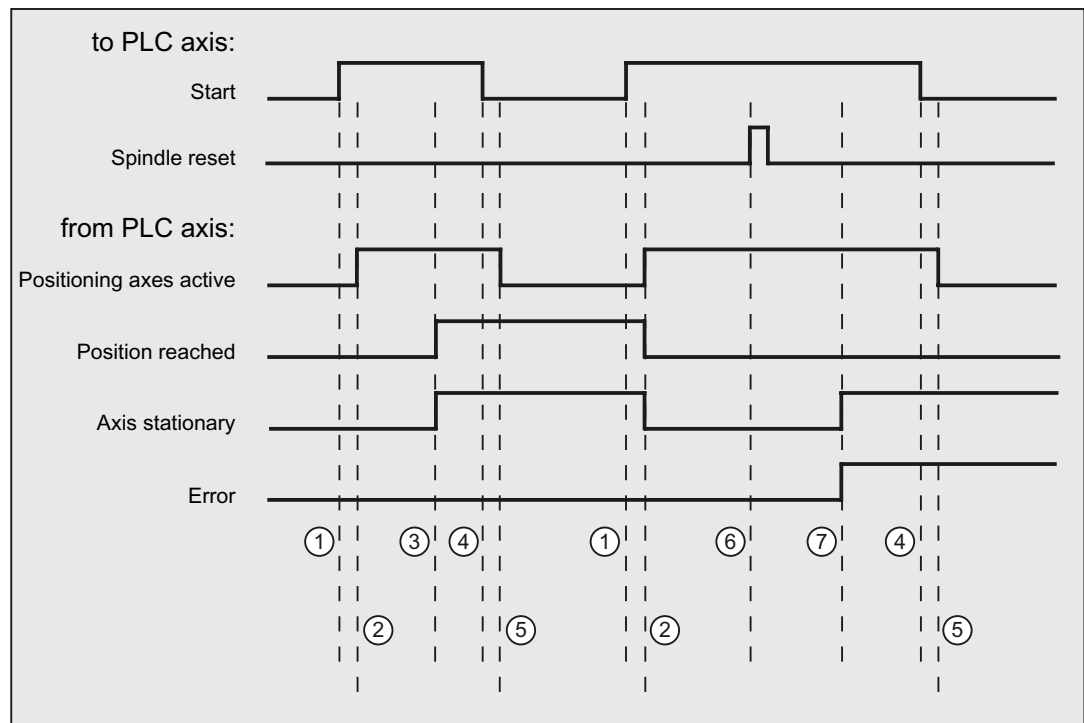 to PLC axis:
Start
Spindle reset
from PLC axis:
Positioning axes active
Position reached
Axis stationary
Error
1 3 4 1 6 7 4
2 5 2 5